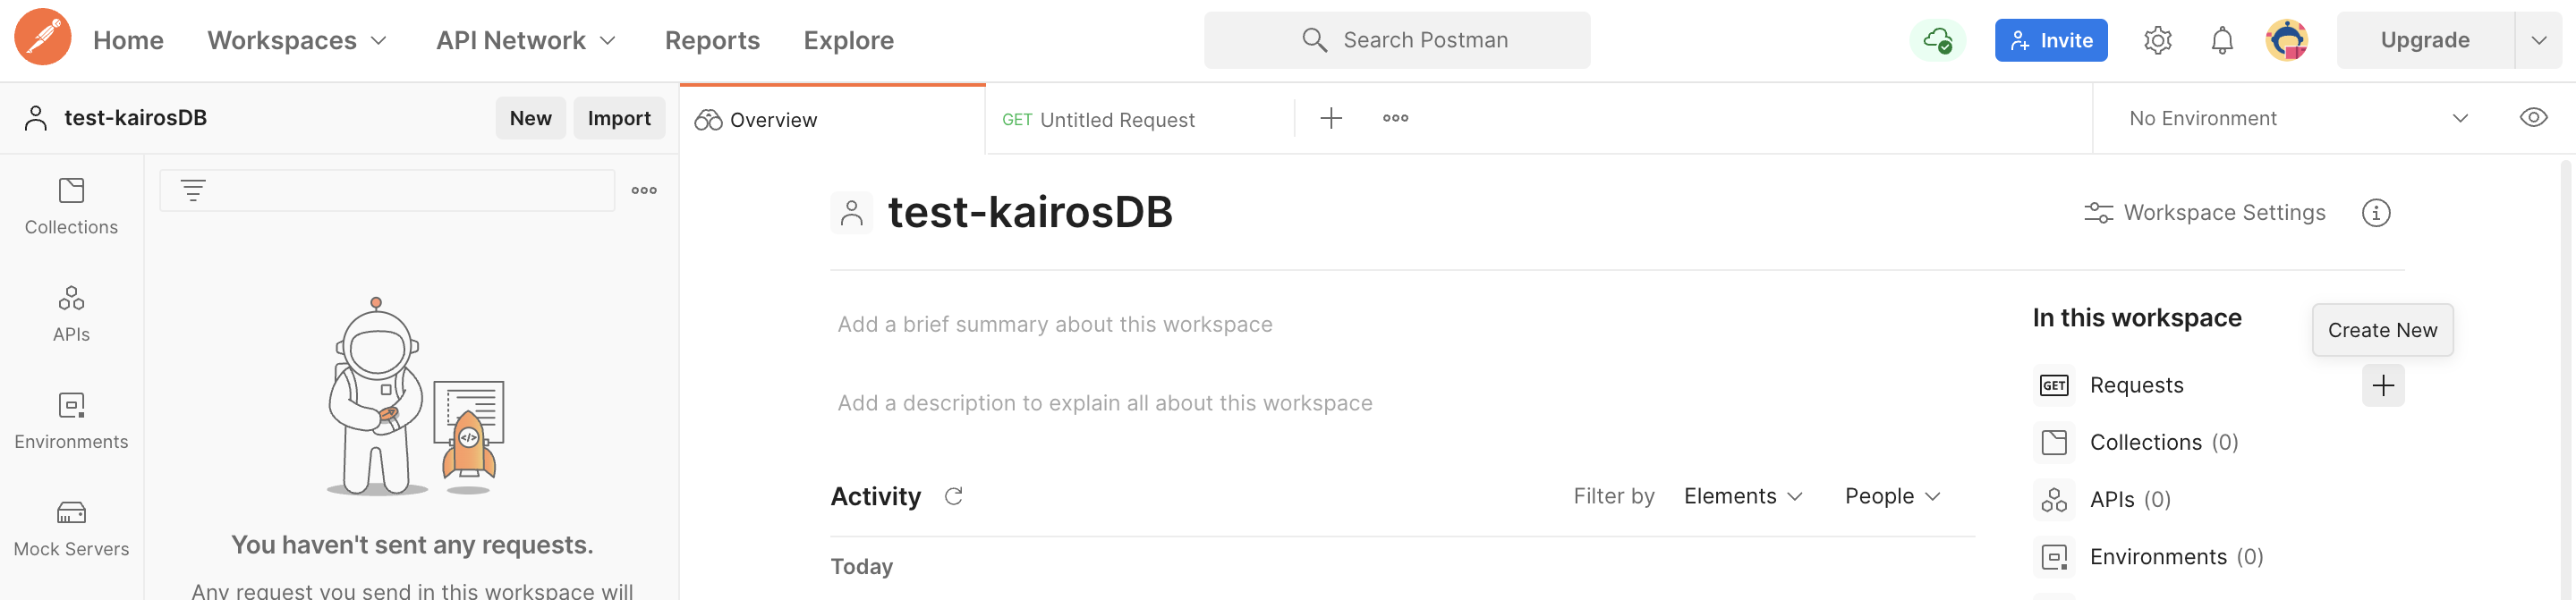 Home Workspaces API Network Reports Explore Search Postman Invite Upgrade
test-kairosDB New Import Overview GET Untitled Request No Environment
Collections
APIs
Environments
Mock Servers
</>
You haven't sent any requests.
Any request you send in this workspace will
test-kairosDB
Workspace Settings
Add a brief summary about this workspace
Add a description to explain all about this workspace
Activity Filter by Elements People
Today
In this workspace
Create New
GET Requests
Collections (0)
APIs (0)
Environments (0)